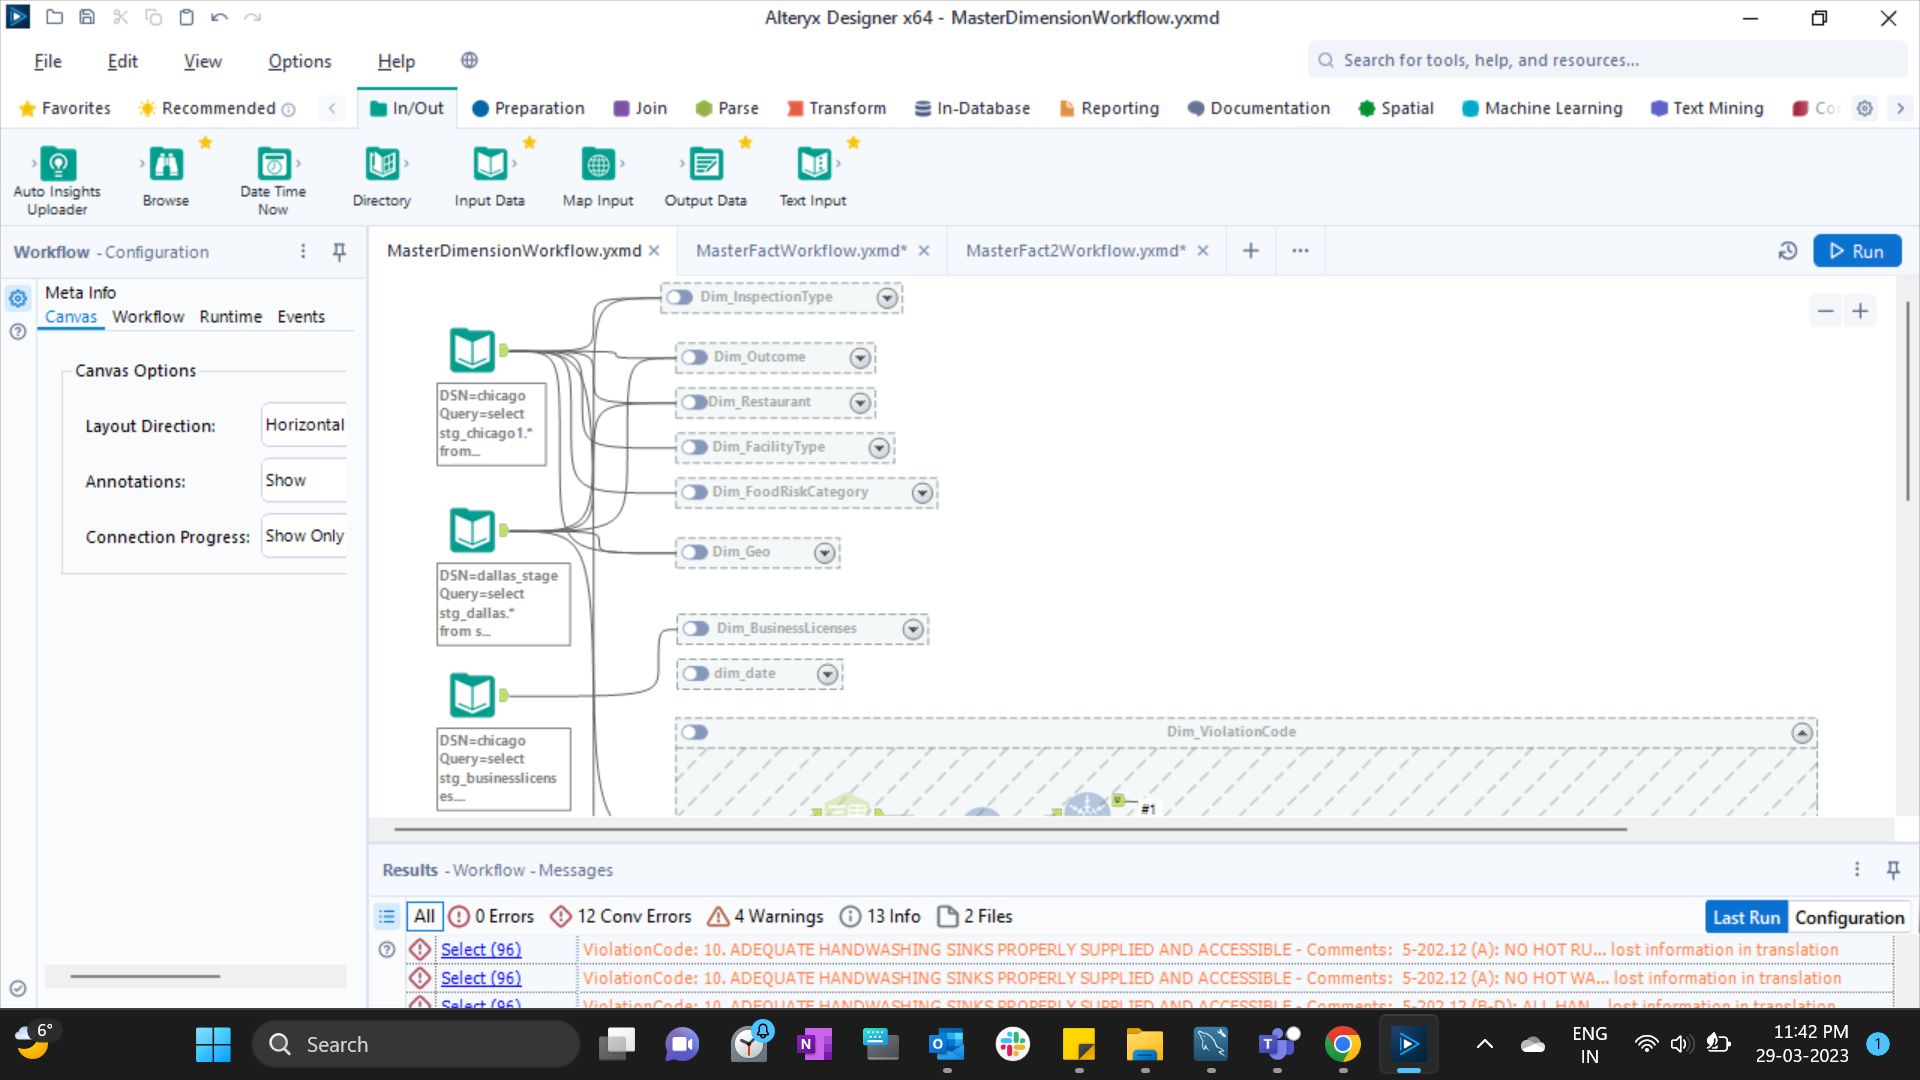 Alteryx Designer x64 - MasterDimensionWorkflow.yxmd
File Edit View Options Help
Search for tools, help, and resources...
Favorites Recommended In/Out Preparation Join Parse Transform In-Database Reporting Documentation Spatial Machine Learning Text Mining Co
Auto Insights Uploader
Browse
Date Time Now
Directory
Input Data
Map Input
Output Data
Text Input
Workflow - Configuration
MasterDimensionWorkflow.yxmd
MasterFactWorkflow.yxmd*
MasterFact2Workflow.yxmd*
Run
Meta Info
Canvas Workflow Runtime Events
Canvas Options
Layout Direction: Horizontal
Annotations: Show
Connection Progress: Show Only
Dim_InspectionType
Dim_Outcome
Dim_Restaurant
Dim_FacilityType
Dim_FoodRiskCategory
Dim_Geo
Dim_BusinessLicenses
dim_date
Dim_ViolationCode
#1
DSN=chicago
Query=select
stg_chicago1.*
from...
DSN=dallas_stage
Query=select
stg_dallas.*
from s...
DSN=chicago
Query=select
stg_businesslicens
es....
Results - Workflow - Messages
All 0 Errors 12 Conv Errors 4 Warnings 13 Info 2 Files
Last Run Configuration
Select (96) ViolationCode: 10. ADEQUATE HANDWASHING SINKS PROPERLY SUPPLIED AND ACCESSIBLE - Comments: 5-202.12 (A): NO HOT RU... lost information in translation
Select (96) ViolationCode: 10. ADEQUATE HANDWASHING SINKS PROPERLY SUPPLIED AND ACCESSIBLE - Comments: 5-202.12 (A): NO HOT WA... lost information in translation
Select (96) ViolationCode: 10. ADEQUATE HANDWASHING SINKS PROPERLY SUPPLIED AND ACCESSIBLE - Comments: 5-202.12 (B-D): ALL HAN... lost information in translation
6°
Search
ENG
IN
11:42 PM
29-03-2023
1